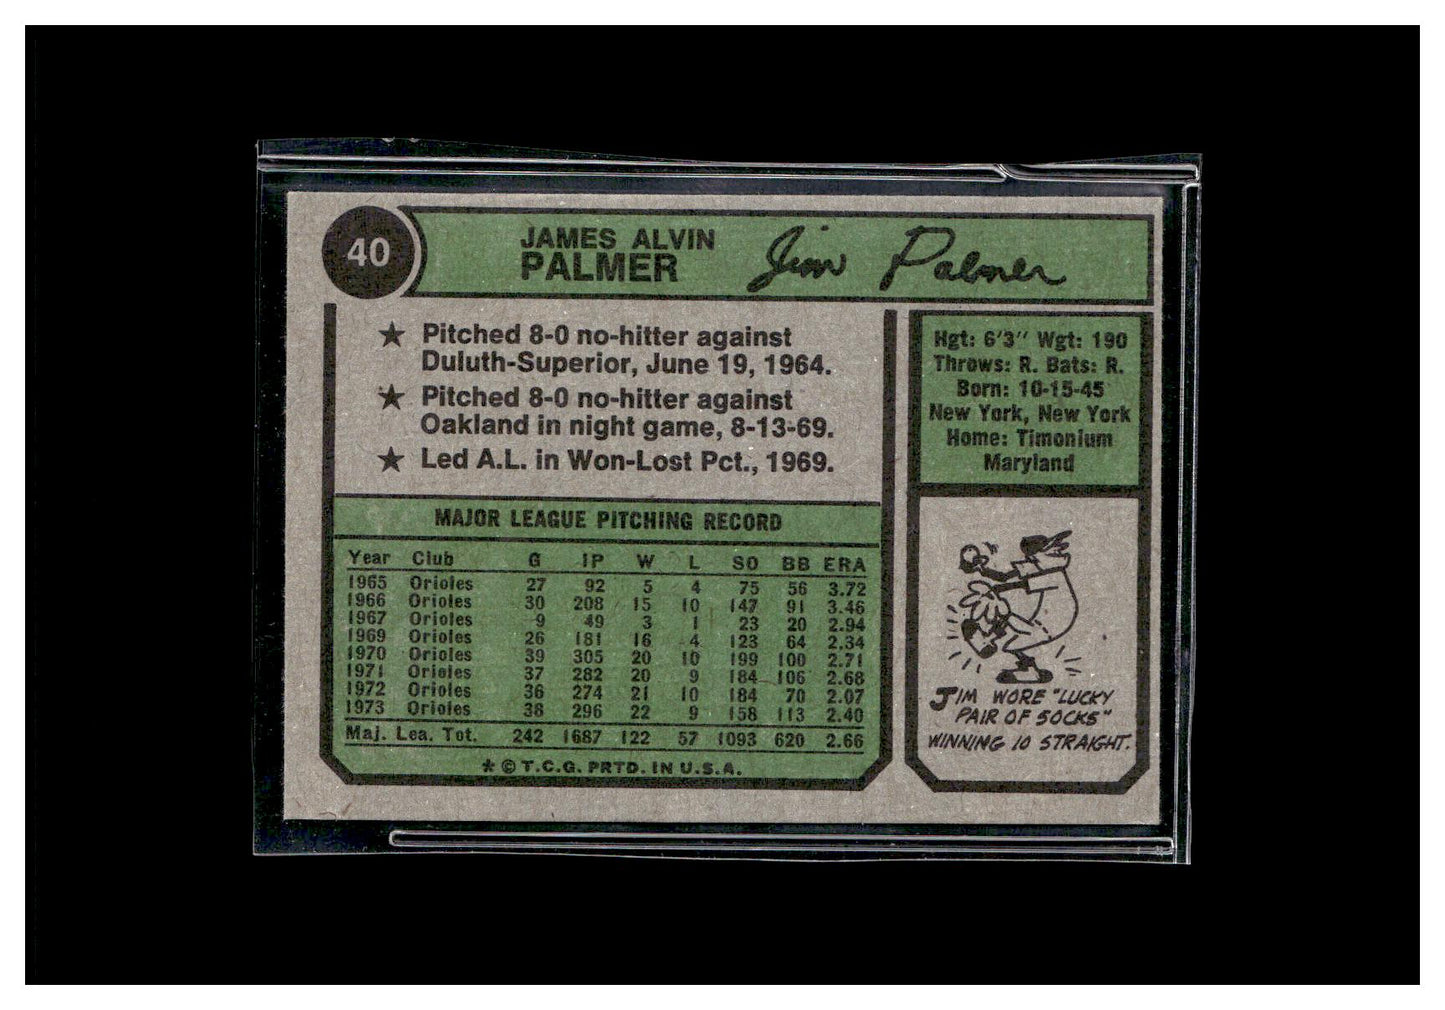 40
JAMES ALVIN
PALMER
Jim Palmer
★ Pitched 8-0 no-hitter against
Duluth-Superior, June 19, 1964.
★ Pitched 8-0 no-hitter against
Oakland in night game, 8-13-69.
★ Led A.L. in Won-Lost Pct., 1969.
Hgt: 6'3" Wgt: 190
Throws: R. Bats: R.
Born: 10-15-45
New York, New York
Home: Timonium
Maryland
MAJOR LEAGUE PITCHING RECORD
Year Club G IP W L SO BB ERA
1965 Orioles 27 92 5 4 75 56 3.72
1966 Orioles 30 208 15 10 147 91 3.46
1967 Orioles 9 49 3 1 23 20 2.94
1969 Orioles 26 181 16 4 123 64 2.34
1970 Orioles 39 305 20 10 199 100 2.71
1971 Orioles 37 282 20 9 184 106 2.68
1972 Orioles 36 274 21 10 184 70 2.07
1973 Orioles 38 296 22 9 158 113 2.40
Maj. Lea. Tot. 242 1687 122 57 1093 620 2.66
* © T.C.G. PRTD. IN U.S.A.
JIM WORE "LUCKY
PAIR OF SOCKS"
WINNING 10 STRAIGHT.